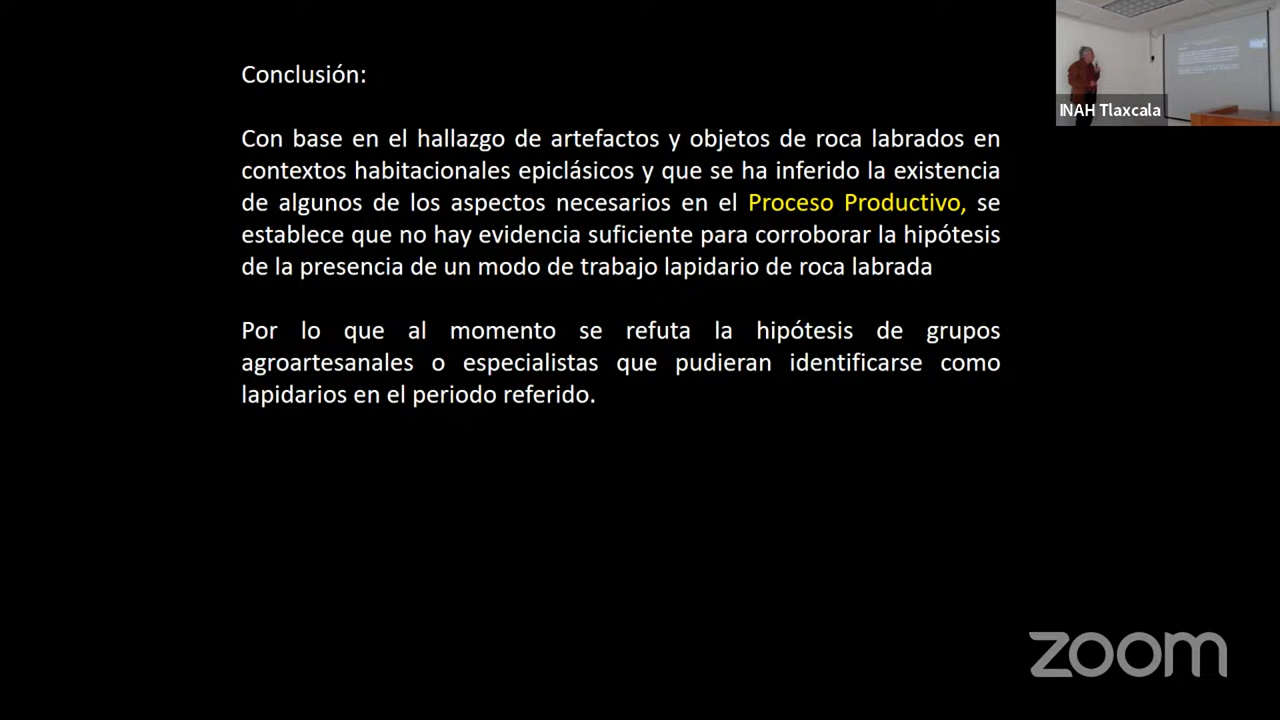 Conclusión:
Con base en el hallazgo de artefactos y objetos de roca labrados en
contextos habitacionales epiclásicos y que se ha inferido la existencia
de algunos de los aspectos necesarios en el Proceso Productivo, se
establece que no hay evidencia suficiente para corroborar la hipótesis
de la presencia de un modo de trabajo lapidario de roca labrada
Por lo que al momento se refuta la hipótesis de grupos
agroartesanales o especialistas que pudieran identificarse como
lapidarios en el periodo referido.
INAH Tlaxcala
zoom